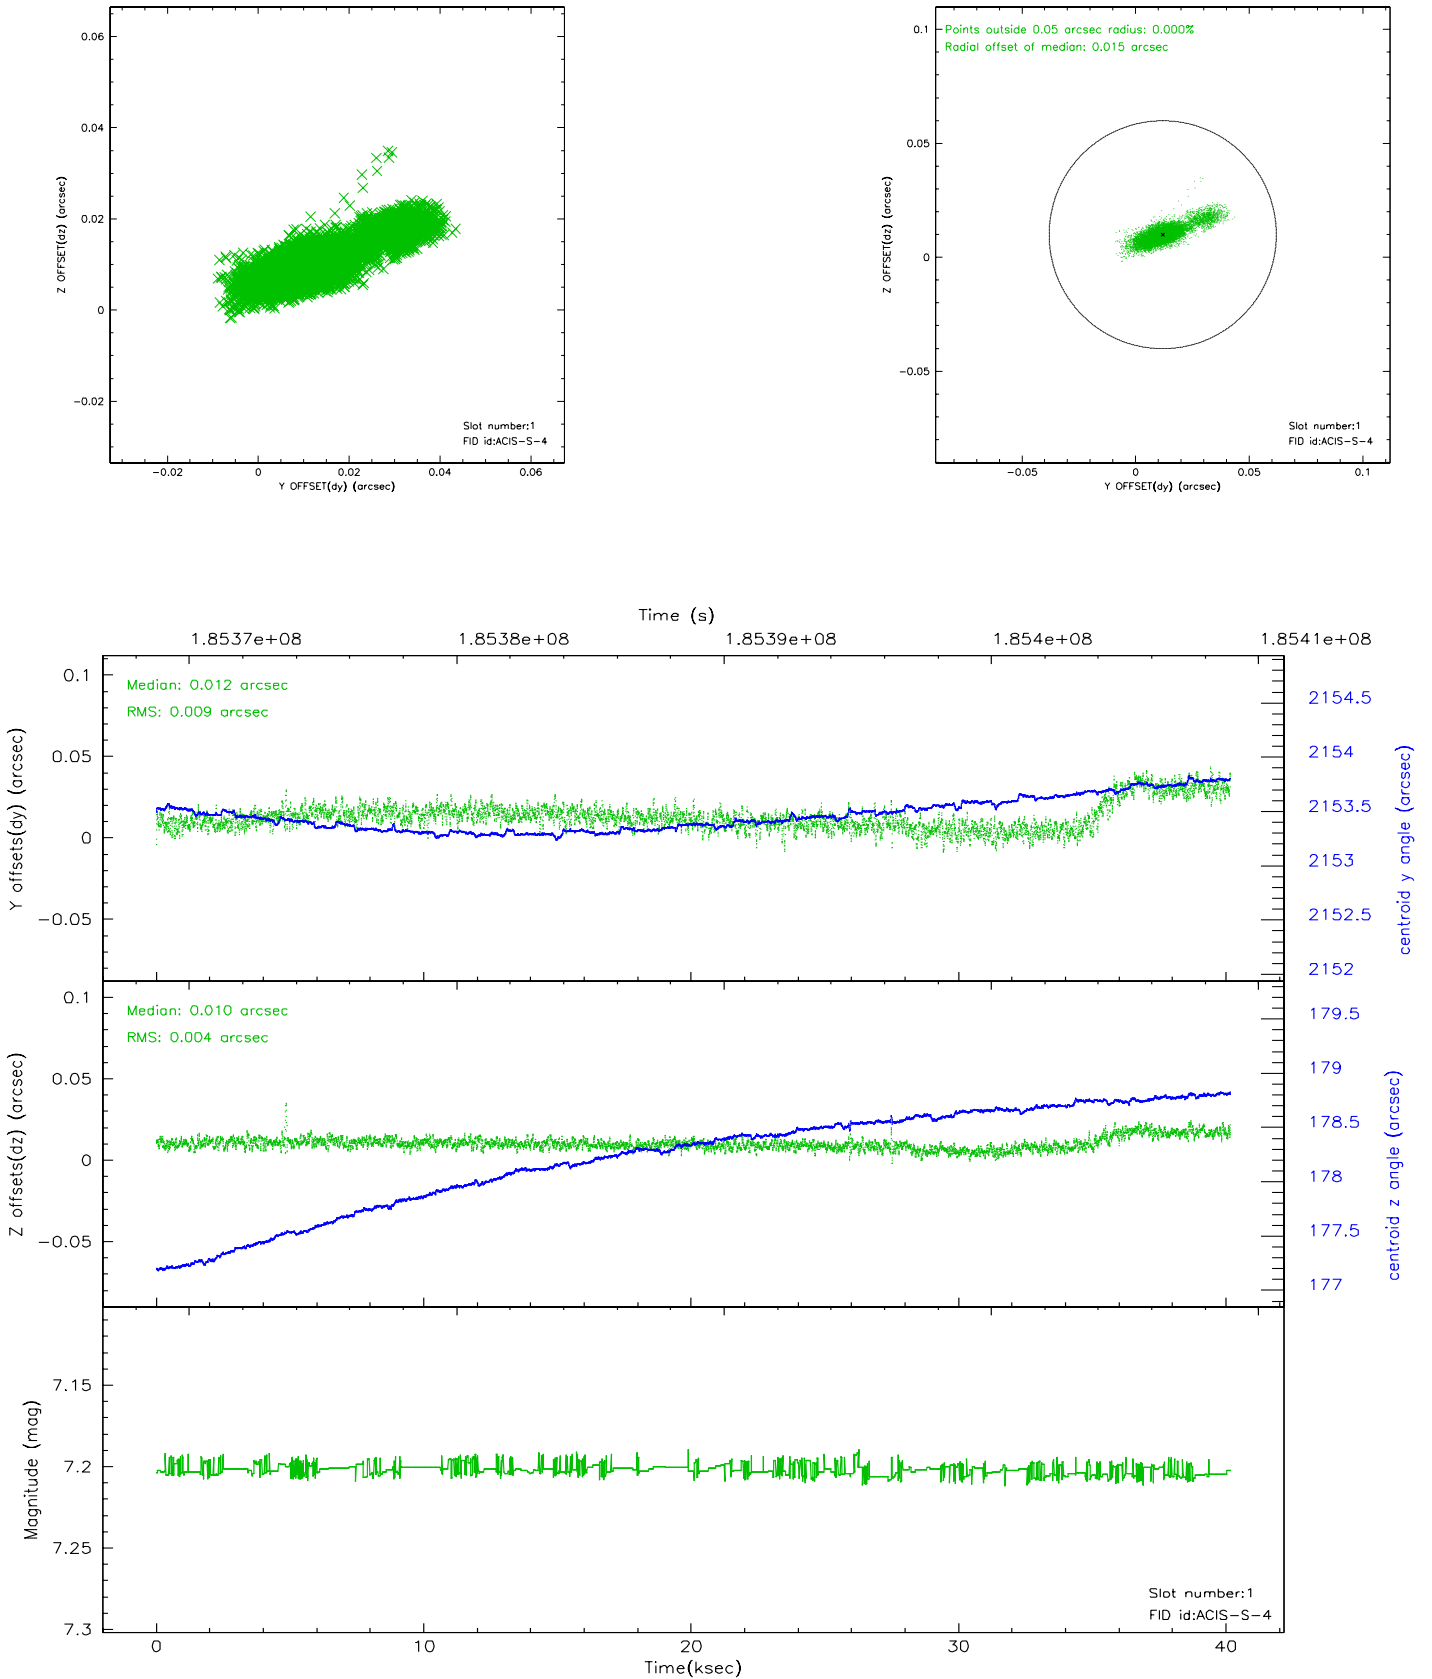 0.06
0.04
0.02
0
−0.02
Z OFFSET(dz) (arcsec)
Slot number:1
FID id:ACIS−S−4
−0.02 0 0.02 0.04 0.06
Y OFFSET(dy) (arcsec)
Points outside 0.05 arcsec radius: 0.000%
Radial offset of median: 0.015 arcsec
0.1
0.05
0
−0.05
Z OFFSET(dz) (arcsec)
Slot number:1
FID id:ACIS−S−4
−0.05 0 0.05 0.1
Y OFFSET(dy) (arcsec)
Time (s)
1.8537e+08 1.8538e+08 1.8539e+08 1.854e+08 1.8541e+08
Median: 0.012 arcsec
RMS: 0.009 arcsec
0.1
0.05
0
−0.05
Y offsets(dy) (arcsec)
2154.5
2154
2153.5
2153
2152.5
2152
centroid y angle (arcsec)
Median: 0.010 arcsec
RMS: 0.004 arcsec
0.1
0.05
0
−0.05
Z offsets(dz) (arcsec)
179.5
179
178.5
178
177.5
177
centroid z angle (arcsec)
7.15
7.2
7.25
7.3
Magnitude (mag)
Slot number:1
FID id:ACIS−S−4
0 10 20 30 40
Time(ksec)